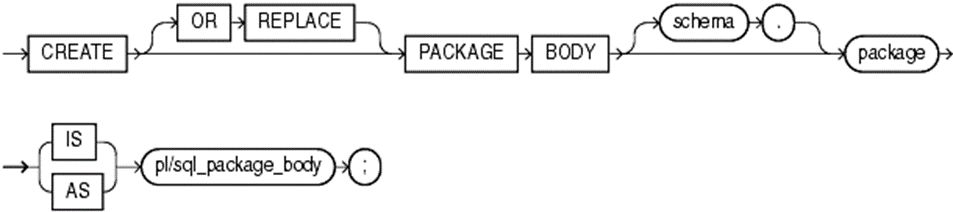 OR REPLACE schema .
CREATE PACKAGE BODY package
IS
pl/sql_package_body ;
AS